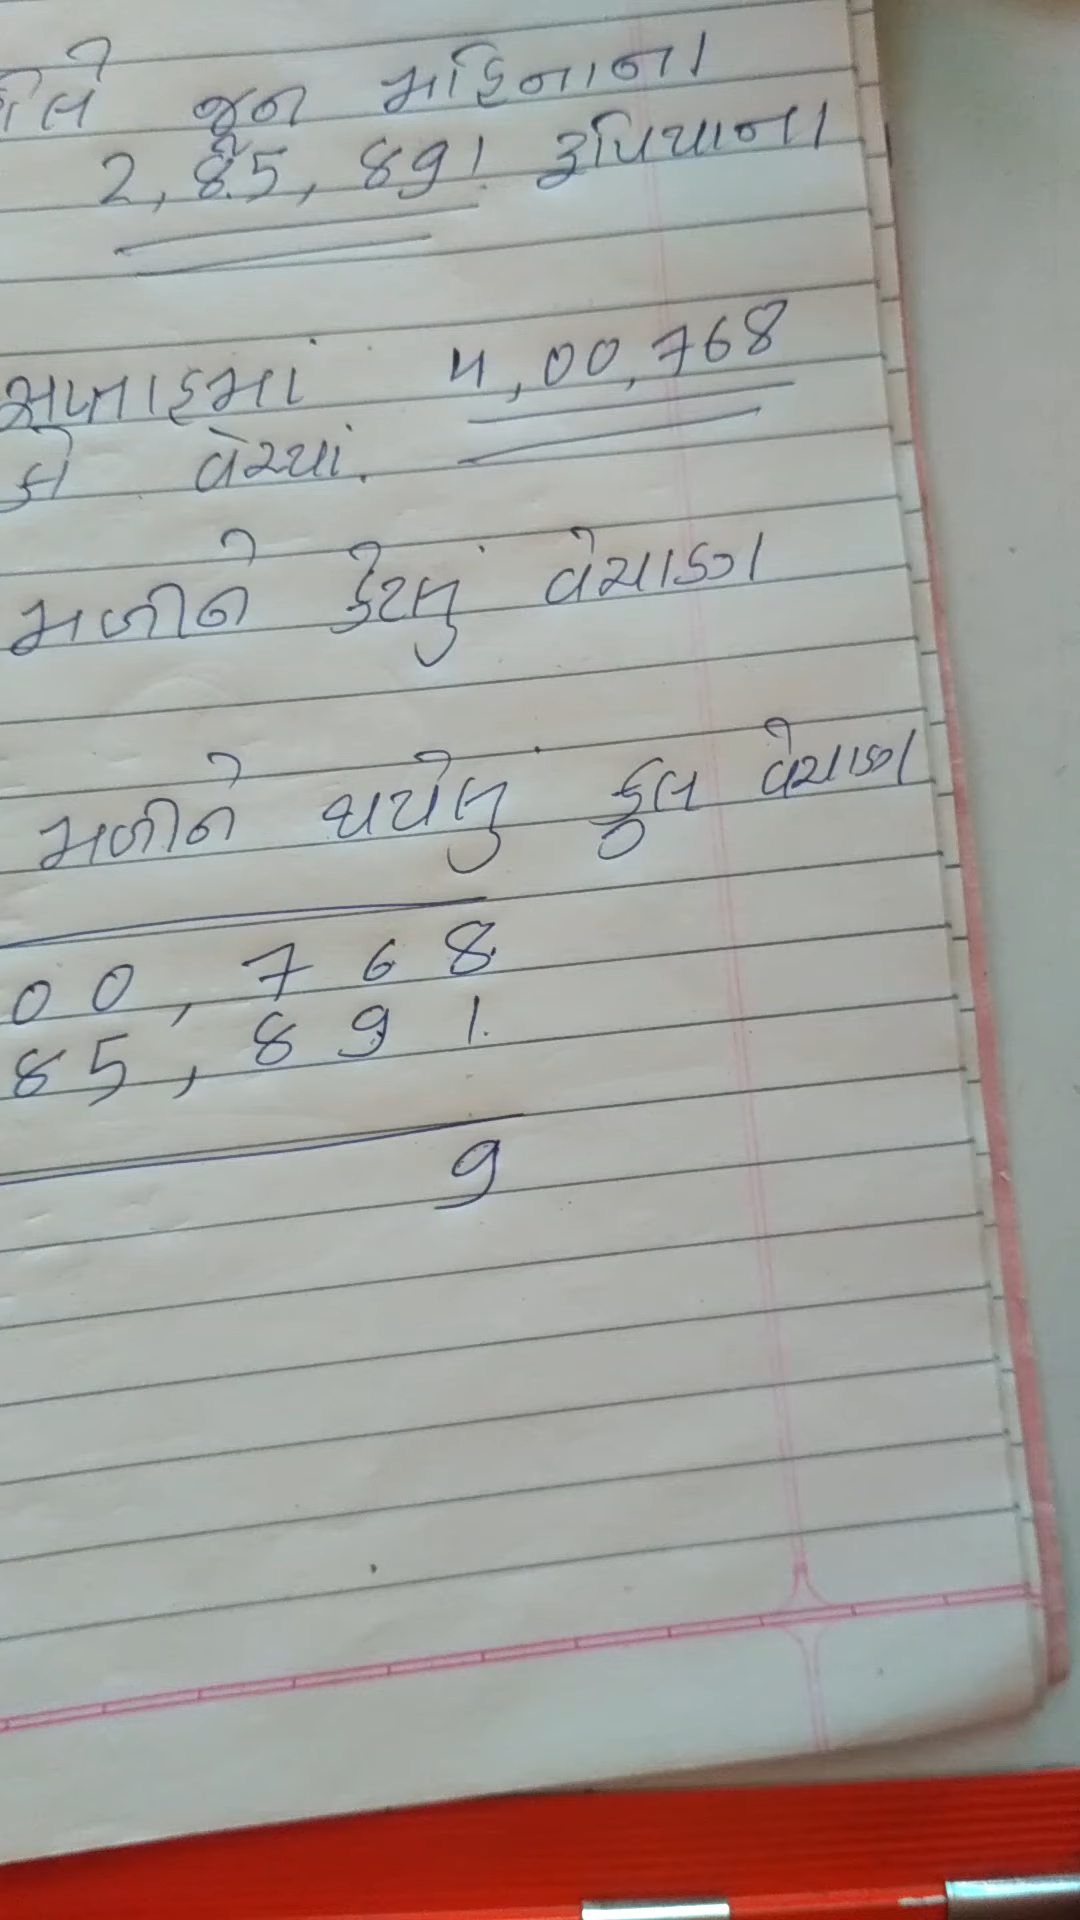 જુન મહિનાના
2,85,891 રૂપિયાના
4,00,768
વેચ્યાં.
મળીને કેટલું વેચાણ
મળીને થયેલું કુલ વેચાણ
00,768
85,891
9